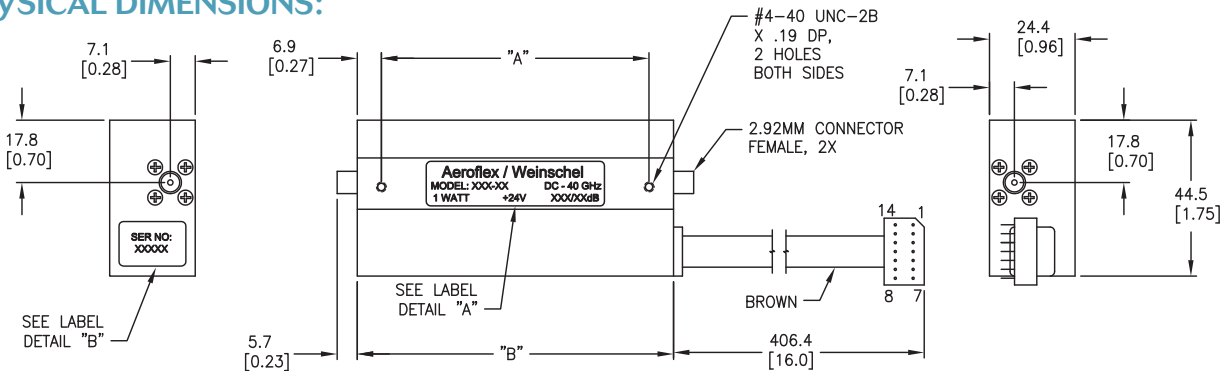 YSICAL DIMENSIONS:
7.1
[0.28]
17.8
[0.70]
SER NO:
XXXXX
SEE LABEL
DETAIL "B"
6.9
[0.27]
"A"
#4-40 UNC-2B
X .19 DP,
2 HOLES
BOTH SIDES
2.92MM CONNECTOR
FEMALE, 2X
Aeroflex / Weinschel
MODEL: XXX-XX DC - 40 GHz
1 WATT +24V XXX/XXdB
SEE LABEL
DETAIL "A"
5.7
[0.23]
"B"
14 1
8 7
BROWN
406.4
[16.0]
24.4
[0.96]
7.1
[0.28]
17.8
[0.70]
44.5
[1.75]